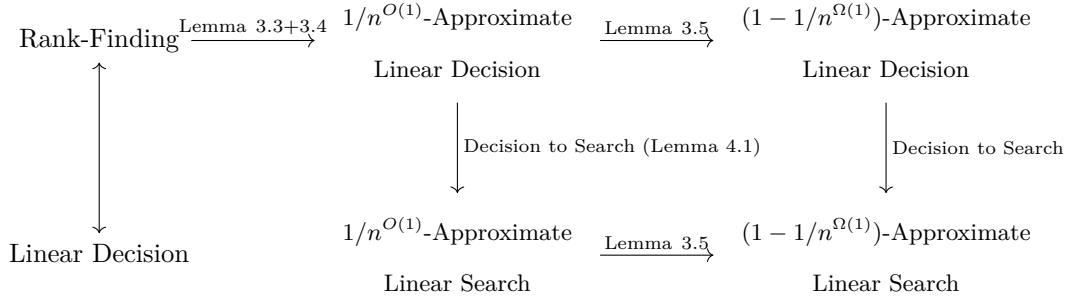 Rank-Finding
Lemma 3.3+3.4
1/n^{O(1)}-Approximate
Linear Decision
Lemma 3.5
(1 − 1/n^{Ω(1)})-Approximate
Linear Decision
Decision to Search (Lemma 4.1)
Decision to Search
Linear Decision
1/n^{O(1)}-Approximate
Linear Search
Lemma 3.5
(1 − 1/n^{Ω(1)})-Approximate
Linear Search